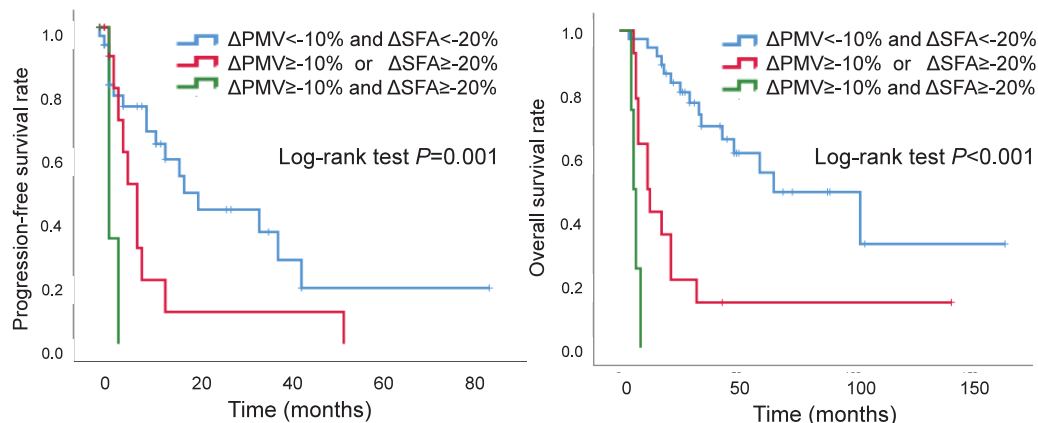 ΔPMV<-10% and ΔSFA<-20%
ΔPMV≥-10% or ΔSFA≥-20%
ΔPMV≥-10% and ΔSFA≥-20%
Log-rank test P=0.001
Progression-free survival rate
1.0
0.8
0.6
0.4
0.2
0.0
0 20 40 60 80
Time (months)
ΔPMV<-10% and ΔSFA<-20%
ΔPMV≥-10% or ΔSFA≥-20%
ΔPMV≥-10% and ΔSFA≥-20%
Log-rank test P<0.001
Overall survival rate
1.0
0.8
0.6
0.4
0.2
0.0
0 50 100 150
Time (months)